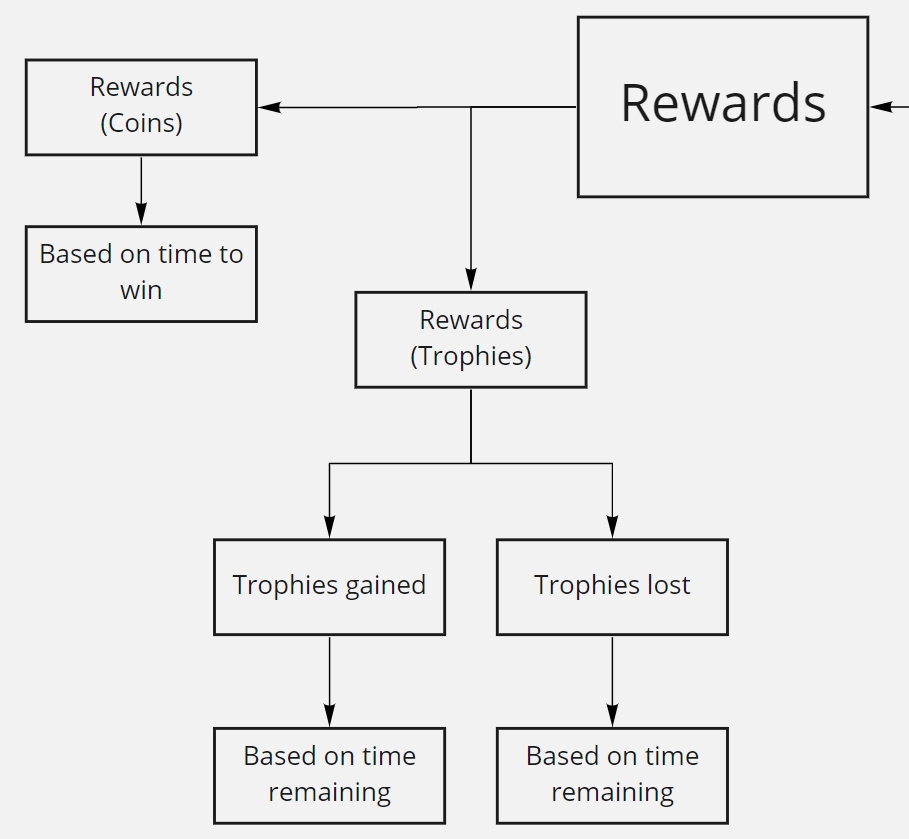 Rewards
Rewards
(Coins)
Based on time to
win
Rewards
(Trophies)
Trophies gained
Trophies lost
Based on time
remaining
Based on time
remaining